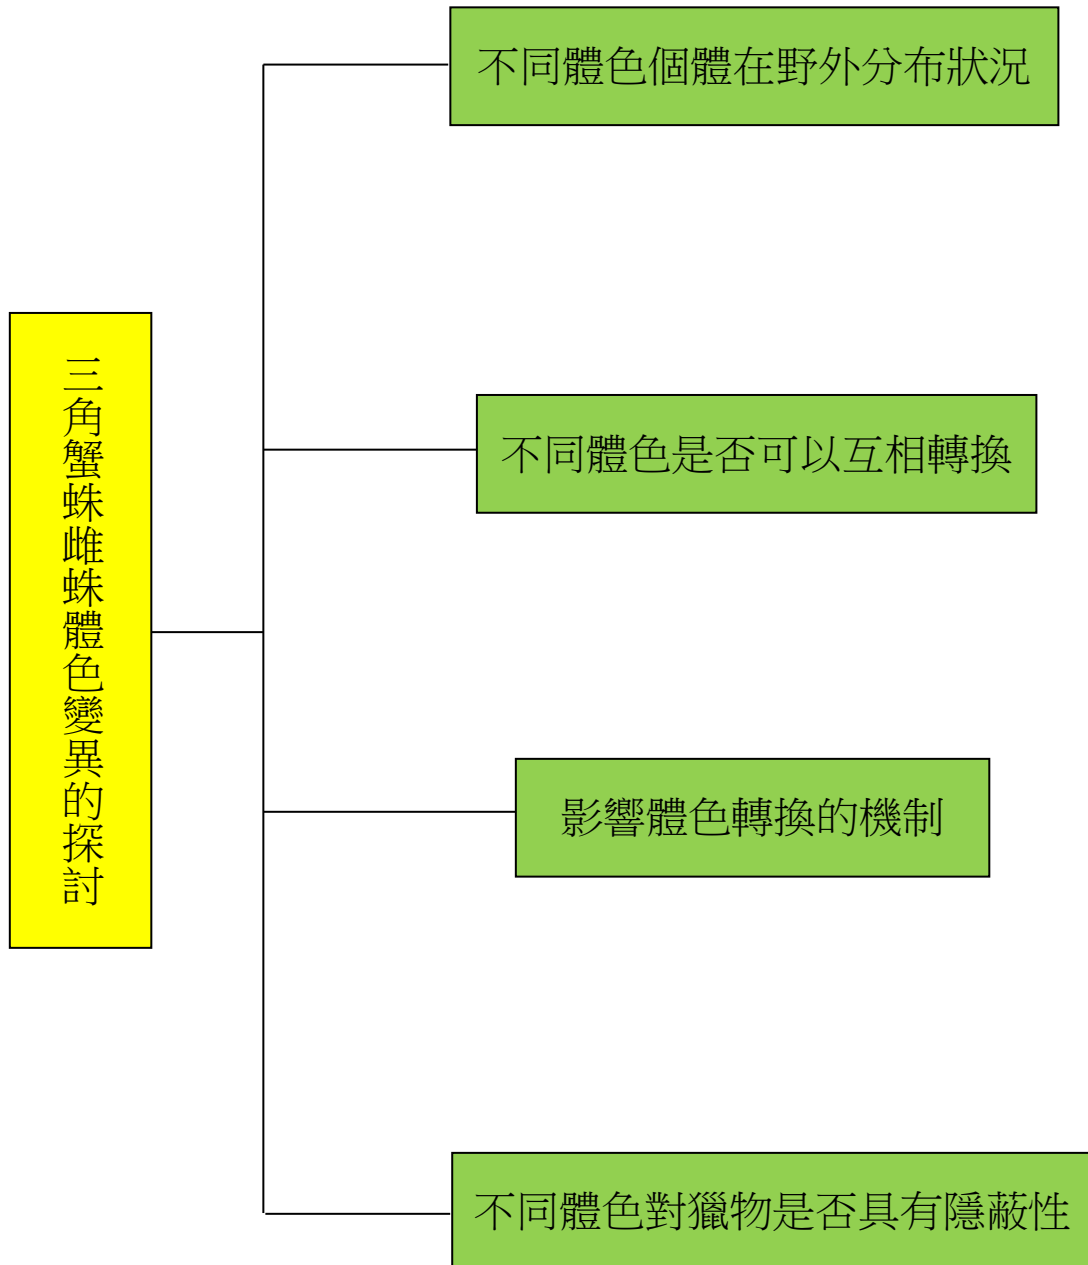 三角蟹蛛雌蛛體色變異的探討
不同體色個體在野外分布狀況
不同體色是否可以互相轉換
影響體色轉換的機制
不同體色對獵物是否具有隱蔽性